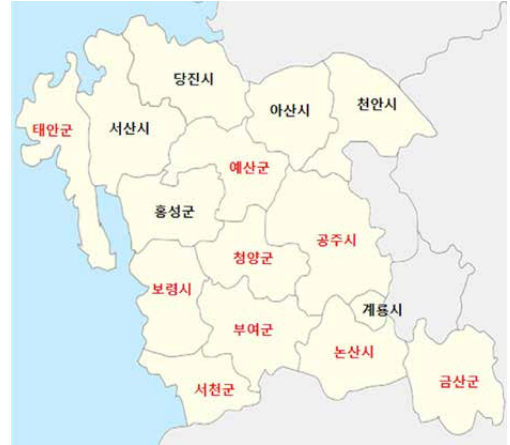 당진시
아산시
천안시
태안군
서산시
예산군
홍성군
공주시
청양군
보령시
계룡시
부여군
논산시
서천군
금산군